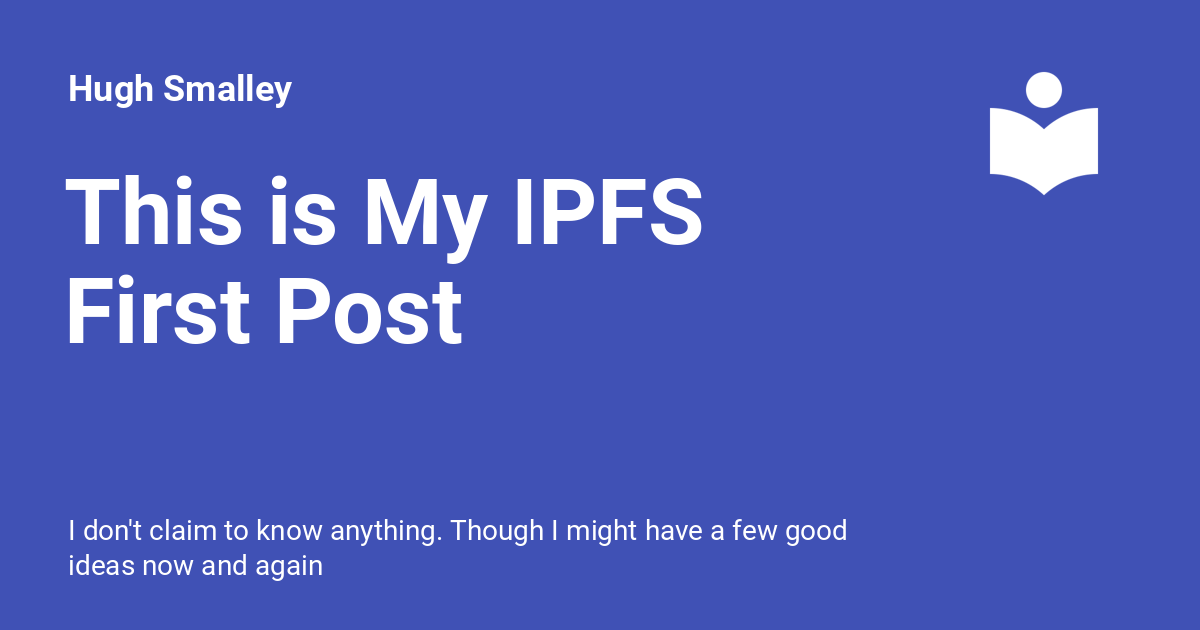 Hugh Smalley
This is My IPFS
First Post
I don't claim to know anything. Though I might have a few good
ideas now and again